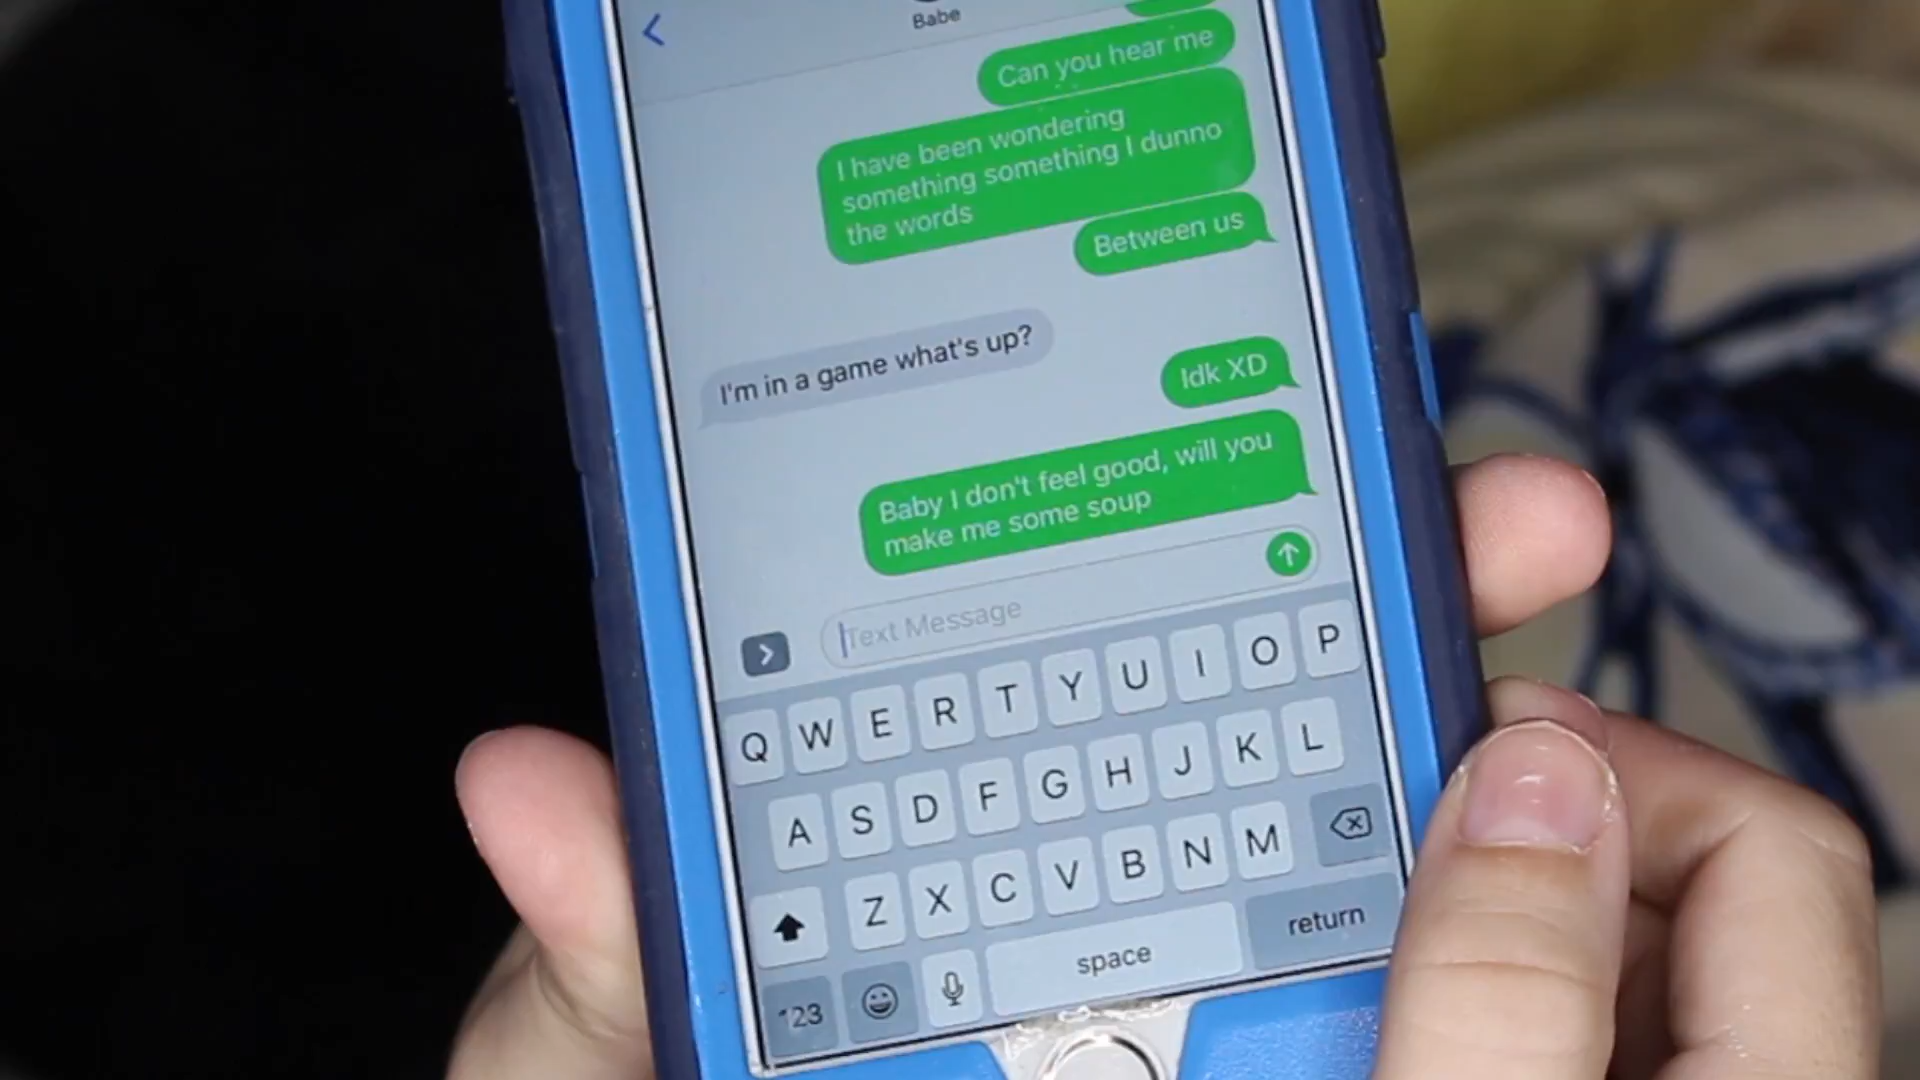 Babe
Can you hear me
I have been wondering
something something I dunno
the words
Between us
I'm in a game what's up?
Idk XD
Baby I don't feel good, will you
make me some soup
Text Message
Q W E R T Y U I O P
A S D F G H J K L
Z X C V B N M
123 space return